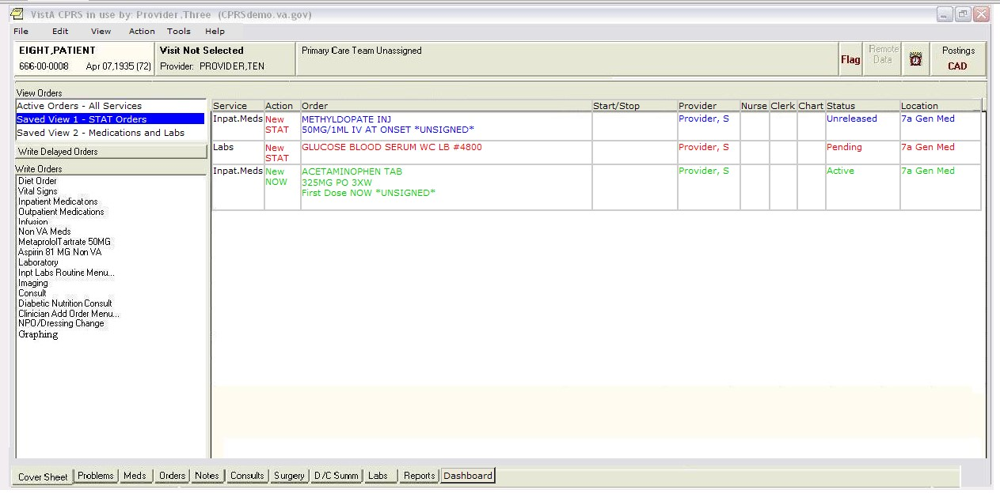 VistA CPRS in use by: Provider,Three (CPRSdemo.va.gov)
File Edit View Action Tools Help
EIGHT,PATIENT
666-00-0008 Apr 07,1935 (72)
Visit Not Selected
Provider: PROVIDER,TEN
Primary Care Team Unassigned
Flag
Remote
Data
Postings
CAD
View Orders
Active Orders - All Services
Saved View 1 - STAT Orders
Saved View 2 - Medications and Labs
Write Delayed Orders
Write Orders
Diet Order
Vital Signs
Inpatient Medicatons
Outpatient Medications
Infusion
Non VA Meds
MetaprololTartrate 50MG
Aspirin 81 MG Non VA
Laboratory
Inpt Labs Routine Menu...
Imaging
Consult
Diabetic Nutrition Consult
Clinician Add Order Menu...
NPO/Dressing Change
Graphing
Service Action Order Start/Stop Provider Nurse Clerk Chart Status Location
Inpat.Meds New METHYLDOPATE INJ Provider, S Unreleased 7a Gen Med
STAT 50MG/1ML IV AT ONSET *UNSIGNED*
Labs New GLUCOSE BLOOD SERUM WC LB #4800 Provider, S Pending 7a Gen Med
STAT
Inpat.Meds New ACETAMINOPHEN TAB Provider, S Active 7a Gen Med
NOW 325MG PO 3XW
First Dose NOW *UNSIGNED*
Cover Sheet Problems Meds Orders Notes Consults Surgery D/C Summ Labs Reports Dashboard